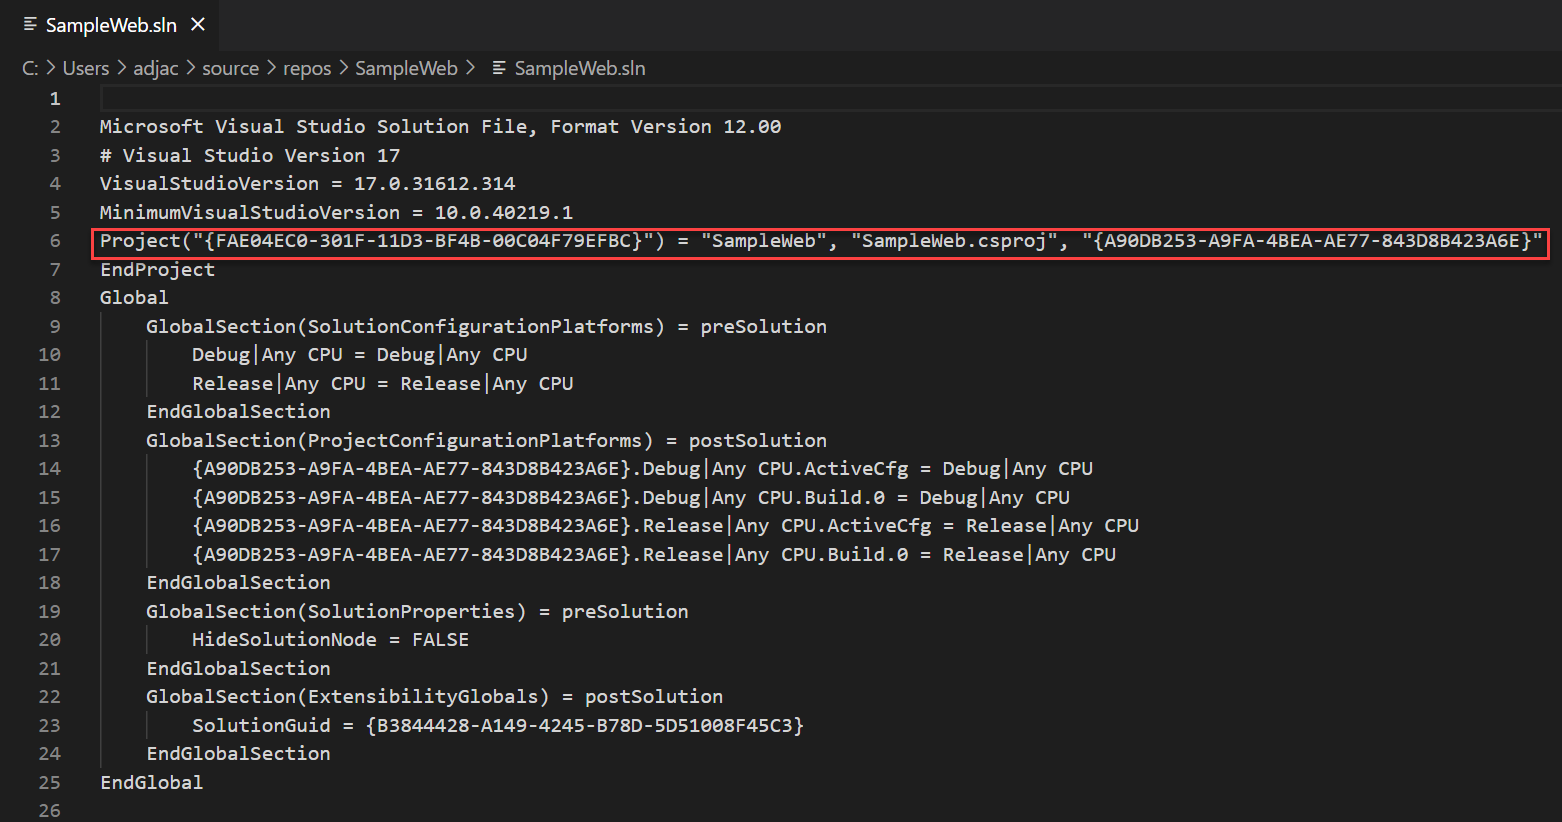 SampleWeb.sln
C: > Users > adjac > source > repos > SampleWeb > SampleWeb.sln
1
2 Microsoft Visual Studio Solution File, Format Version 12.00
3 # Visual Studio Version 17
4 VisualStudioVersion = 17.0.31612.314
5 MinimumVisualStudioVersion = 10.0.40219.1
6 Project("{FAE04EC0-301F-11D3-BF4B-00C04F79EFBC}") = "SampleWeb", "SampleWeb.csproj", "{A90DB253-A9FA-4BEA-AE77-843D8B423A6E}"
7 EndProject
8 Global
9 GlobalSection(SolutionConfigurationPlatforms) = preSolution
10 Debug|Any CPU = Debug|Any CPU
11 Release|Any CPU = Release|Any CPU
12 EndGlobalSection
13 GlobalSection(ProjectConfigurationPlatforms) = postSolution
14 {A90DB253-A9FA-4BEA-AE77-843D8B423A6E}.Debug|Any CPU.ActiveCfg = Debug|Any CPU
15 {A90DB253-A9FA-4BEA-AE77-843D8B423A6E}.Debug|Any CPU.Build.0 = Debug|Any CPU
16 {A90DB253-A9FA-4BEA-AE77-843D8B423A6E}.Release|Any CPU.ActiveCfg = Release|Any CPU
17 {A90DB253-A9FA-4BEA-AE77-843D8B423A6E}.Release|Any CPU.Build.0 = Release|Any CPU
18 EndGlobalSection
19 GlobalSection(SolutionProperties) = preSolution
20 HideSolutionNode = FALSE
21 EndGlobalSection
22 GlobalSection(ExtensibilityGlobals) = postSolution
23 SolutionGuid = {B3844428-A149-4245-B78D-5D51008F45C3}
24 EndGlobalSection
25 EndGlobal
26